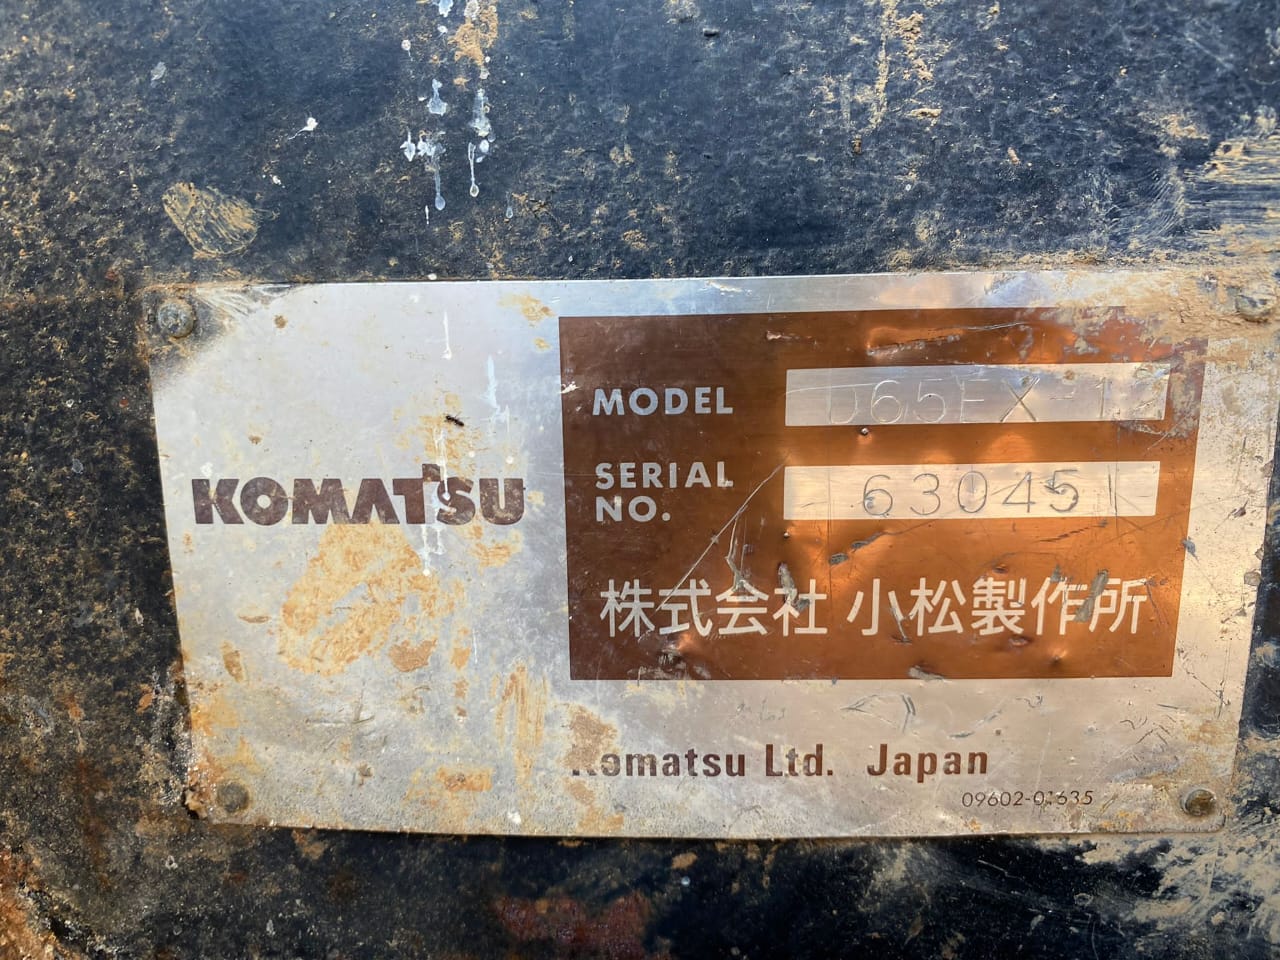 KOMATSU
MODEL D65EX-12
SERIAL NO. 63045
株式会社 小松製作所
Komatsu Ltd. Japan
09602-01635